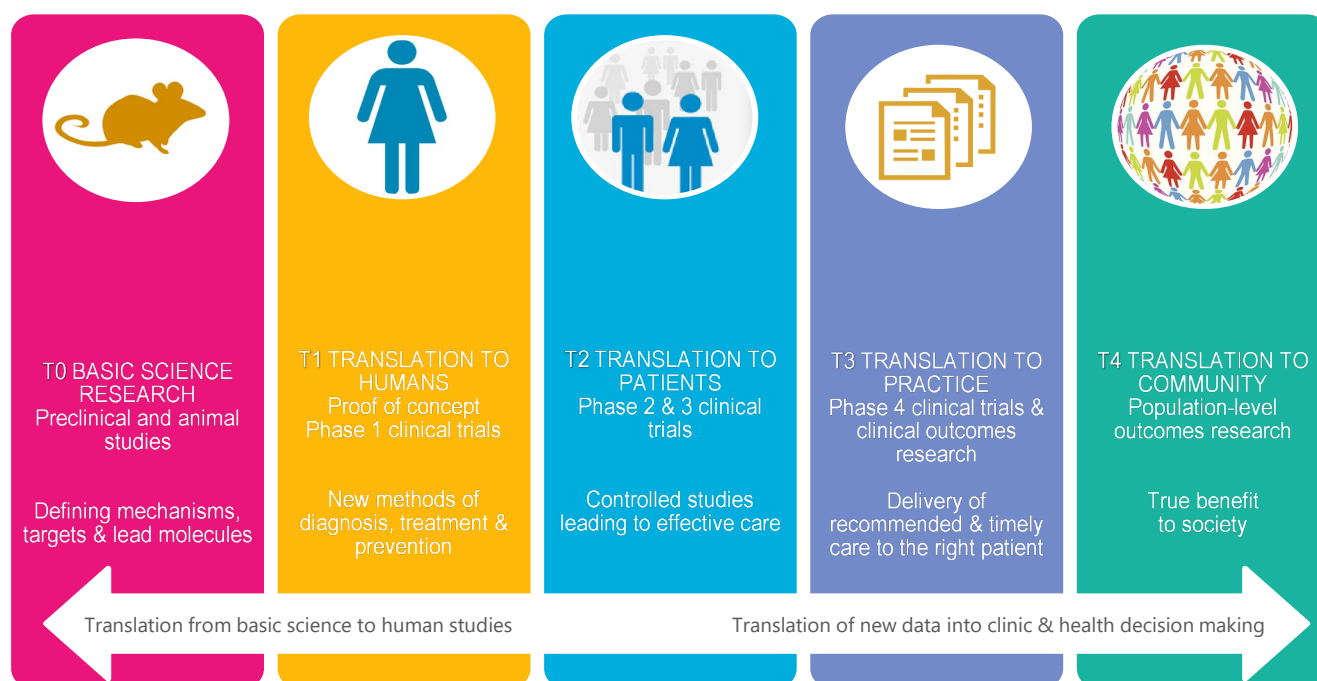 T0 BASIC SCIENCE
RESEARCH
Preclinical and animal
studies
Defining mechanisms,
targets & lead molecules
T1 TRANSLATION TO
HUMANS
Proof of concept
Phase 1 clinical trials
New methods of
diagnosis, treatment &
prevention
T2 TRANSLATION TO
PATIENTS
Phase 2 & 3 clinical
trials
Controlled studies
leading to effective care
T3 TRANSLATION TO
PRACTICE
Phase 4 clinical trials &
clinical outcomes
research
Delivery of
recommended & timely
care to the right patient
T4 TRANSLATION TO
COMMUNITY
Population-level
outcomes research
True benefit
to society
Translation from basic science to human studies
Translation of new data into clinic & health decision making